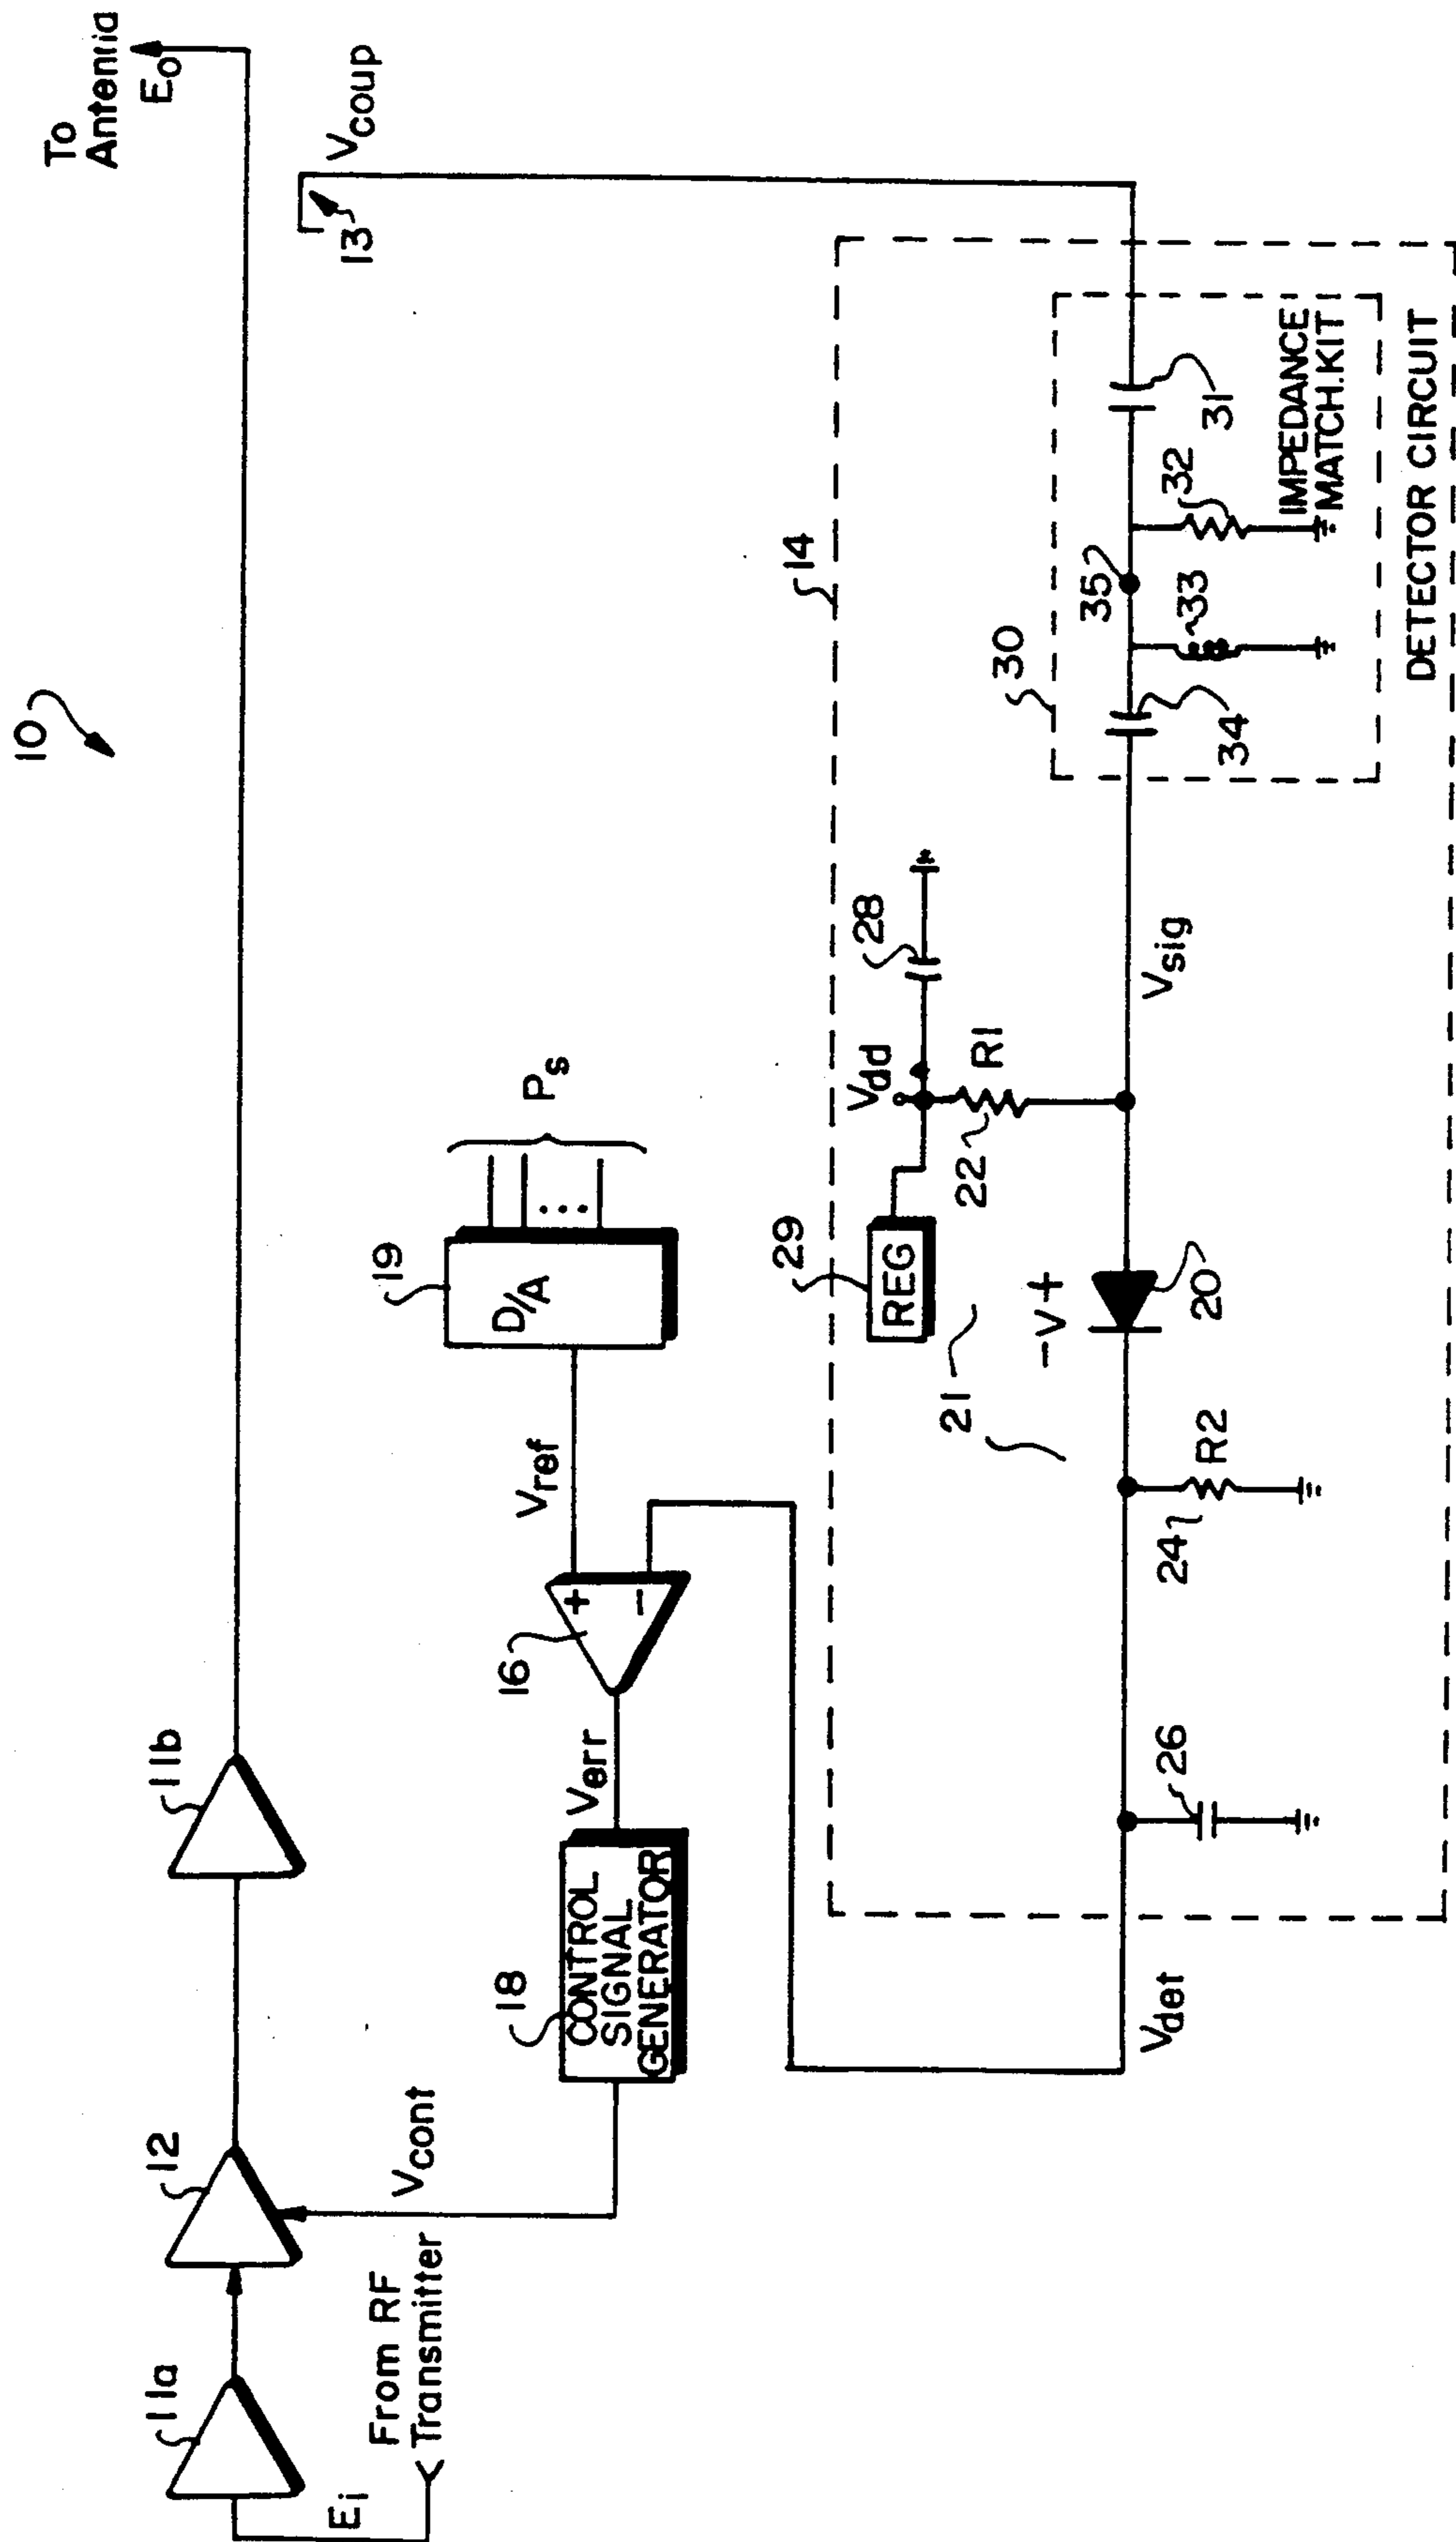 10
11a
12
11b
To
Antenna
E₀
Ei
From RF
Transmitter
Vcont
18
CONTROL
SIGNAL
GENERATOR
Verr
16
+
−
Vref
19
D/A
Ps
13
Vcoup
14
Vdet
26
24
R2
21
-V+
20
29
REG
22
R1
Vdd
28
Vsig
30
34
33
35
32
31
IMPEDANCE
MATCH.KIT
DETECTOR CIRCUIT